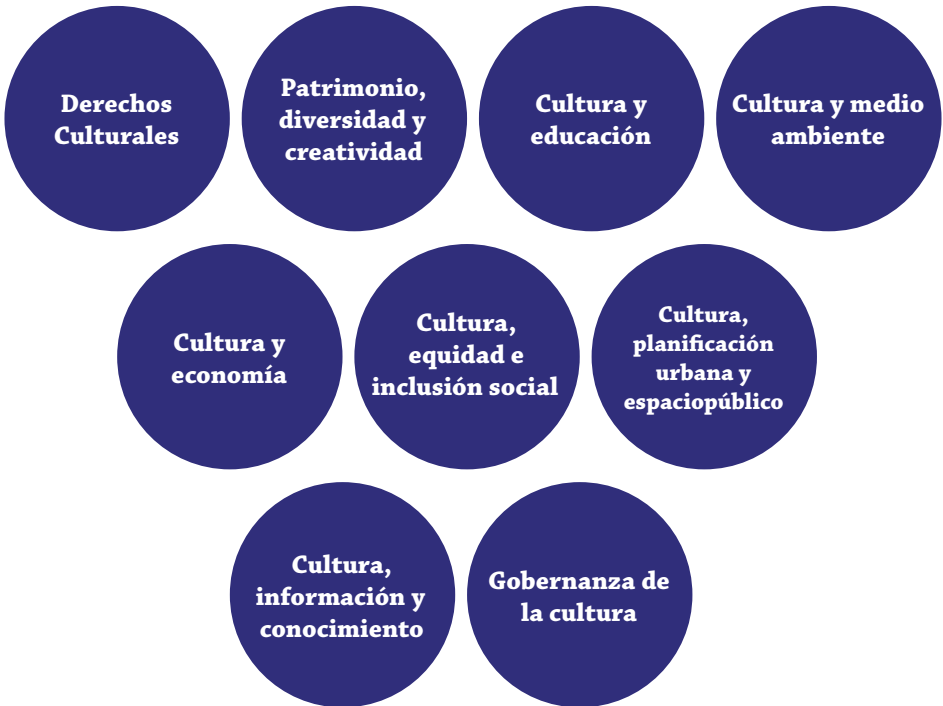 Derechos
Culturales
Patrimonio,
diversidad y
creatividad
Cultura y
educación
Cultura y medio
ambiente
Cultura y
economía
Cultura,
equidad e
inclusión social
Cultura,
planificación
urbana y
espaciopúblico
Cultura,
información y
conocimiento
Gobernanza de
la cultura